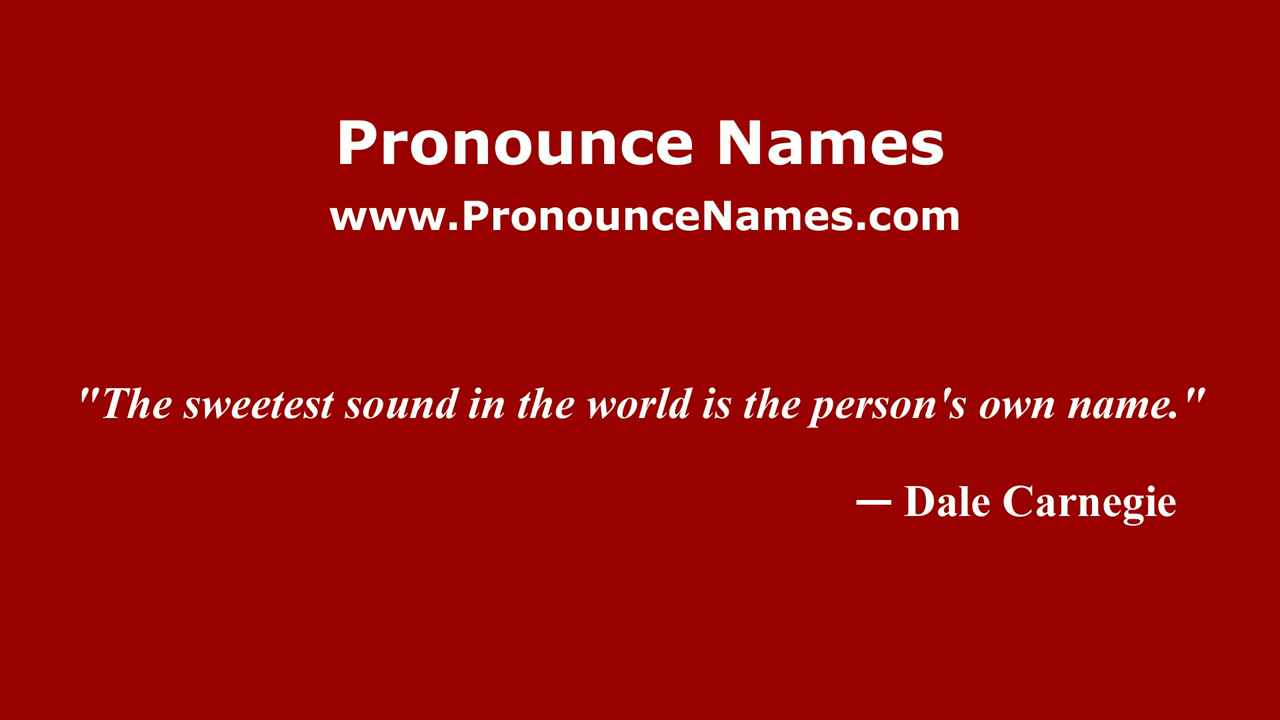 Pronounce Names
www.PronounceNames.com
"The sweetest sound in the world is the person's own name."
— Dale Carnegie